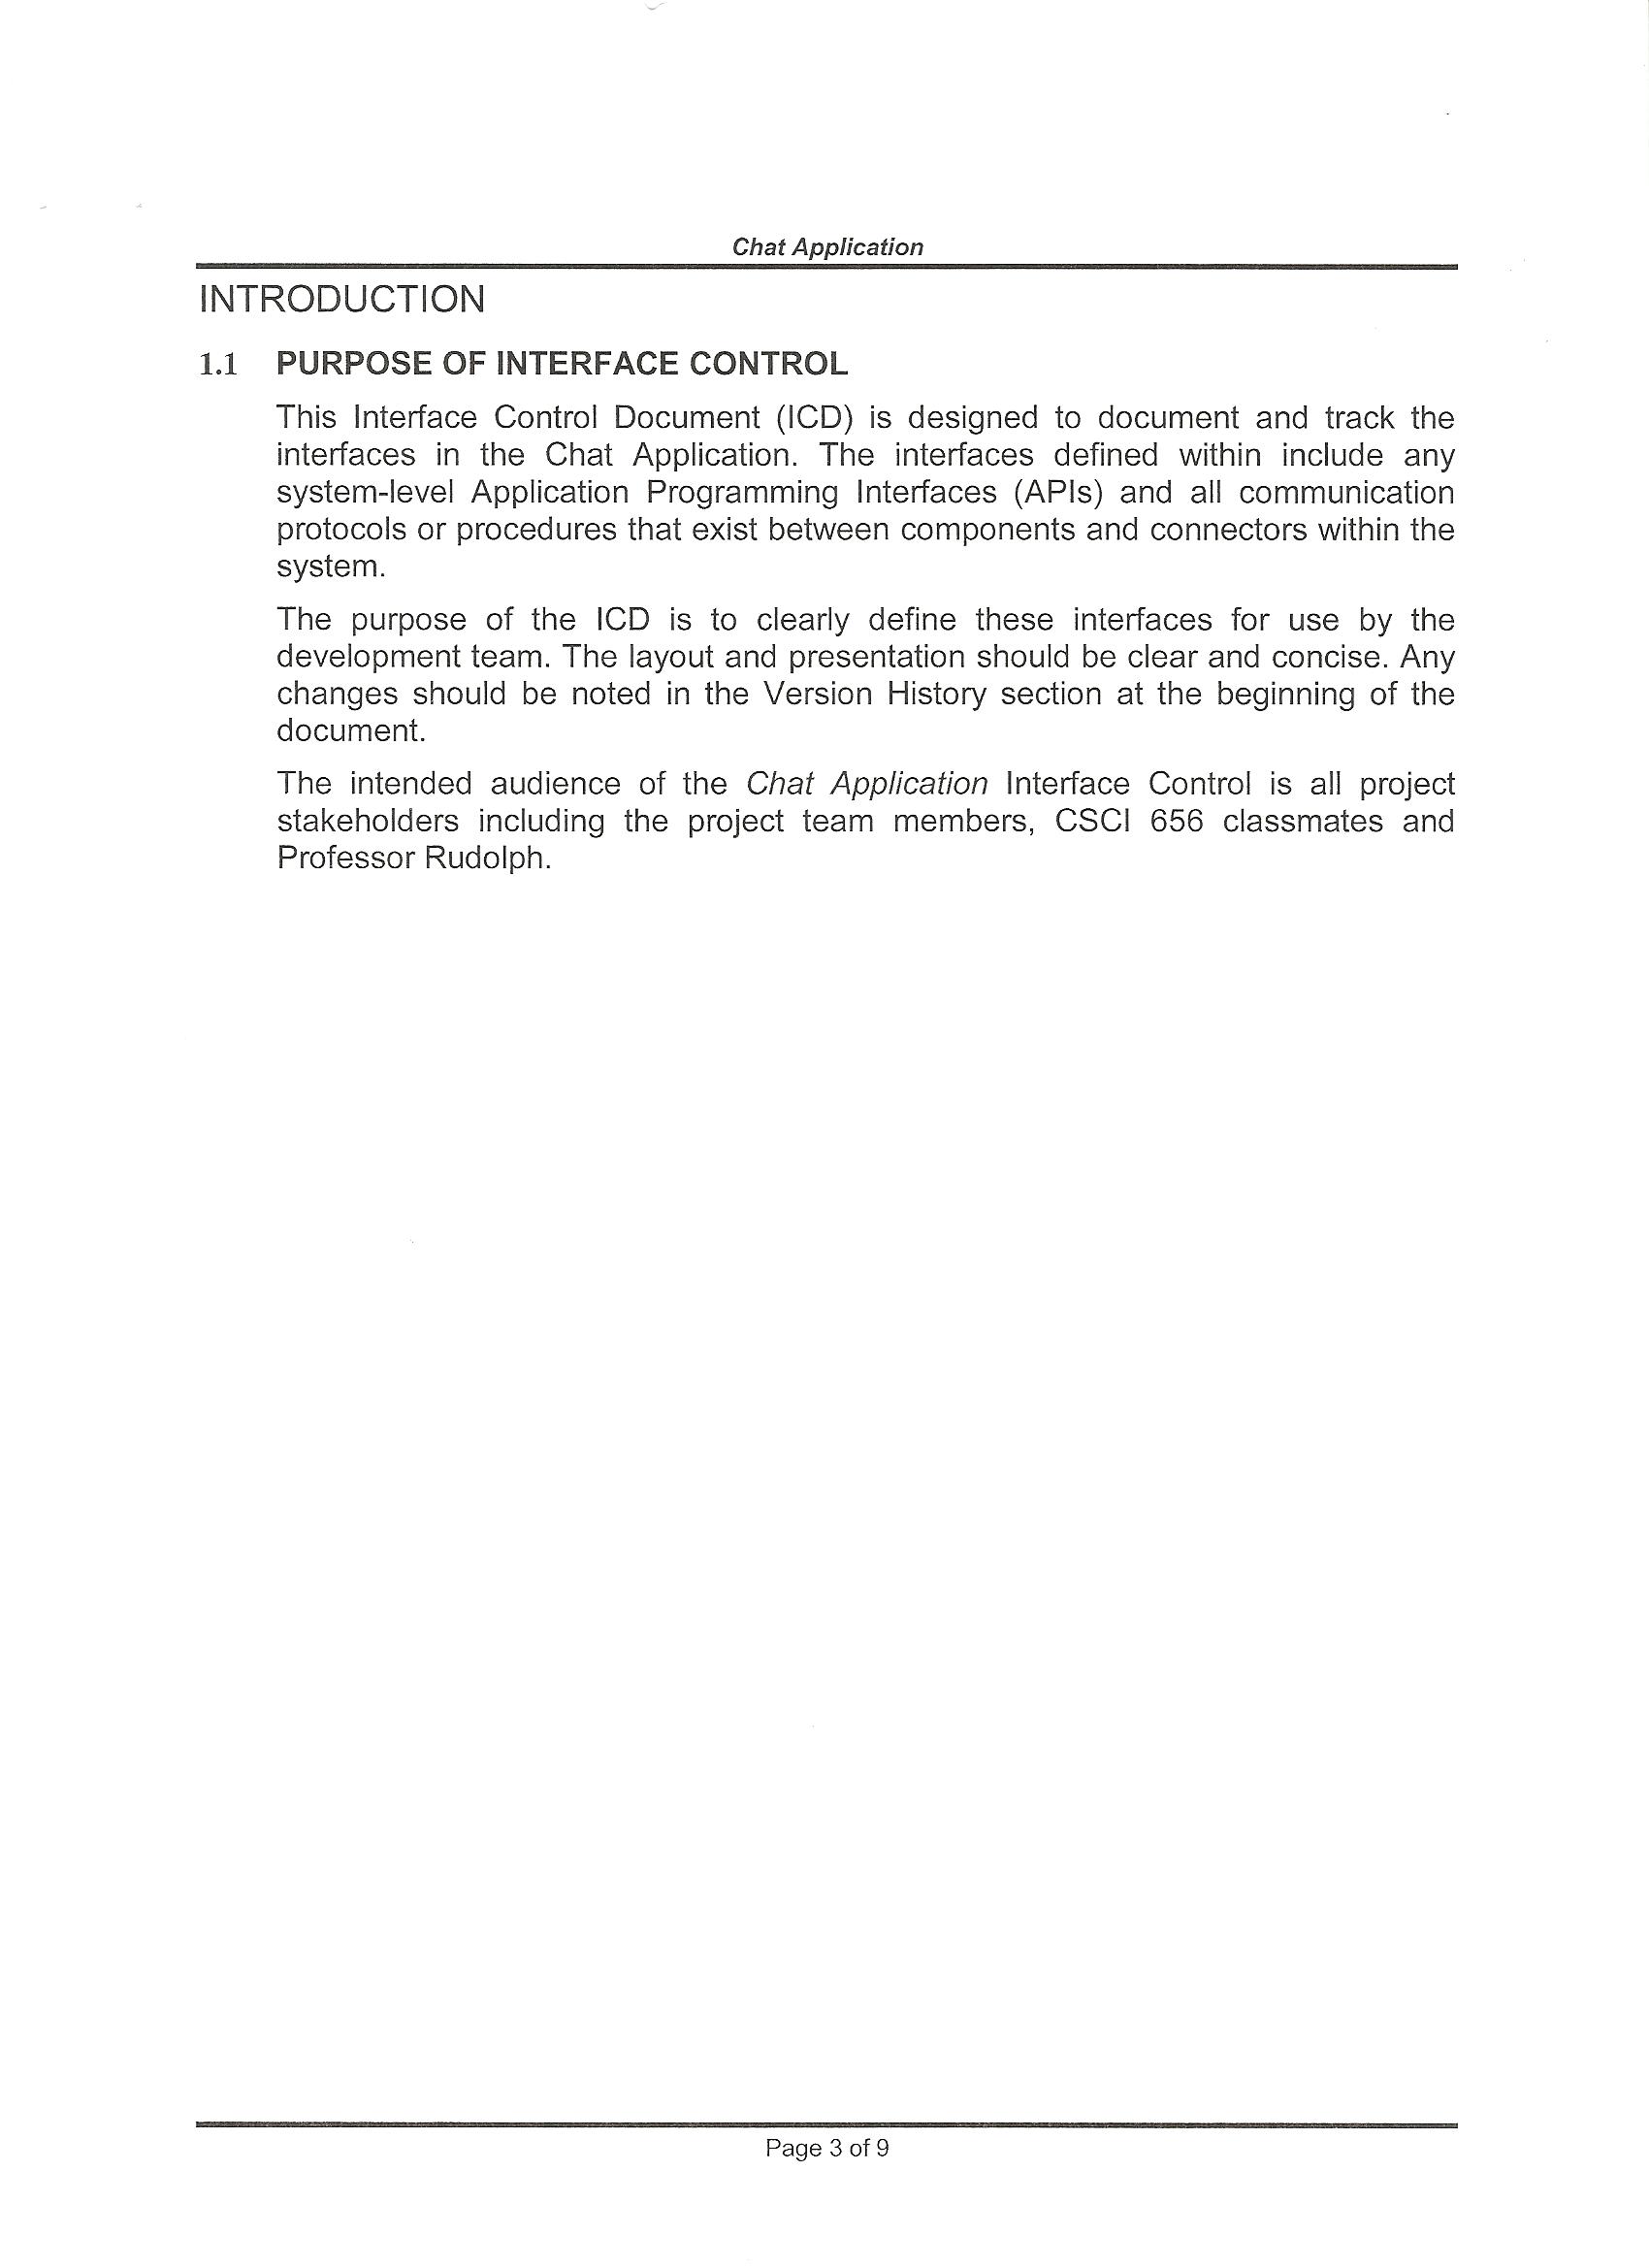 Chat Application
INTRODUCTION
1.1 PURPOSE OF INTERFACE CONTROL
This Interface Control Document (ICD) is designed to document and track the
interfaces in the Chat Application. The interfaces defined within include any
system-level Application Programming Interfaces (APIs) and all communication
protocols or procedures that exist between components and connectors within the
system.
The purpose of the ICD is to clearly define these interfaces for use by the
development team. The layout and presentation should be clear and concise. Any
changes should be noted in the Version History section at the beginning of the
document.
The intended audience of the Chat Application Interface Control is all project
stakeholders including the project team members, CSCI 656 classmates and
Professor Rudolph.
Page 3 of 9